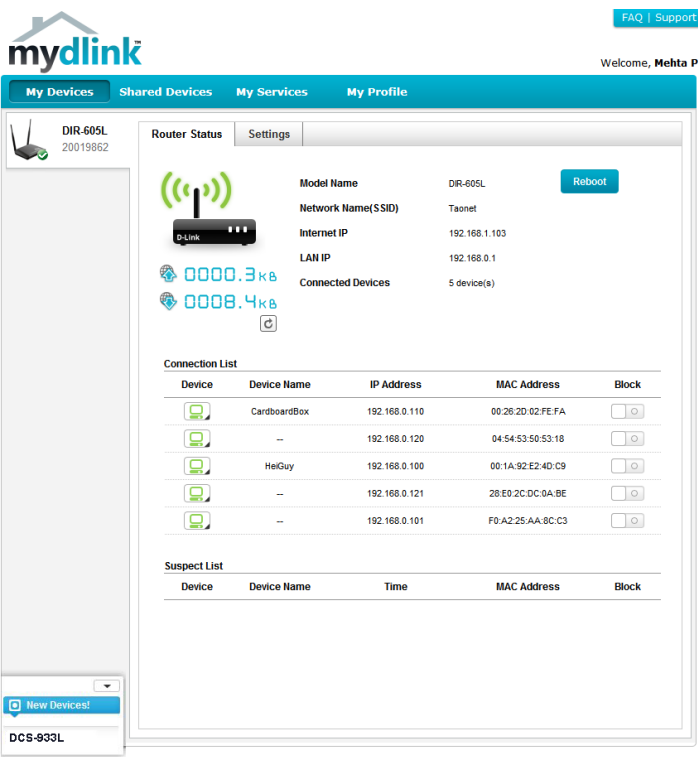 FAQ | Support
mydlink™
Welcome, Mehta P
My Devices Shared Devices My Services My Profile
DIR-605L
20019862
Router Status Settings
Model Name DIR-605L Reboot
Network Name(SSID) Taonet
Internet IP 192.168.1.103
LAN IP 192.168.0.1
Connected Devices 5 device(s)
D-Link
0000.3KB
0008.4KB
Connection List
Device Device Name IP Address MAC Address Block
CardboardBox 192.168.0.110 00:26:2D:02:FE:FA
-- 192.168.0.120 04:54:53:50:53:18
HeiGuy 192.168.0.100 00:1A:92:E2:4D:C9
-- 192.168.0.121 28:E0:2C:DC:0A:BE
-- 192.168.0.101 F0:A2:25:AA:8C:C3
Suspect List
Device Device Name Time MAC Address Block
New Devices!
DCS-933L